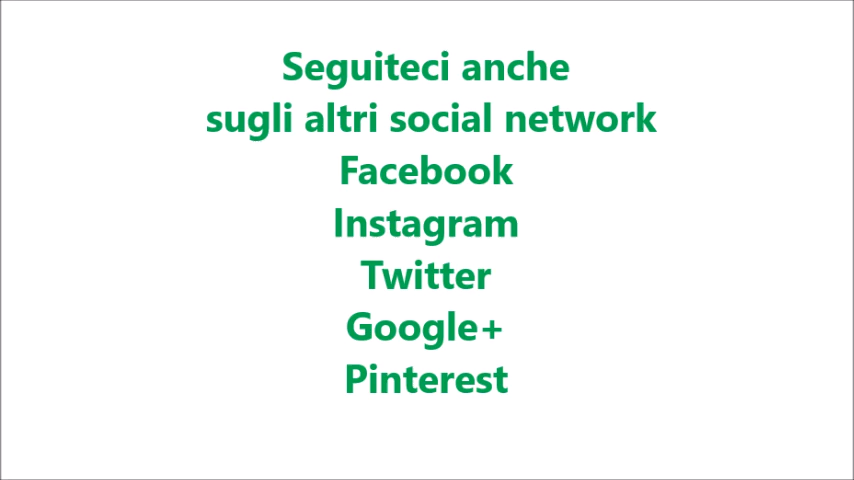 Seguiteci anche
sugli altri social network
Facebook
Instagram
Twitter
Google+
Pinterest